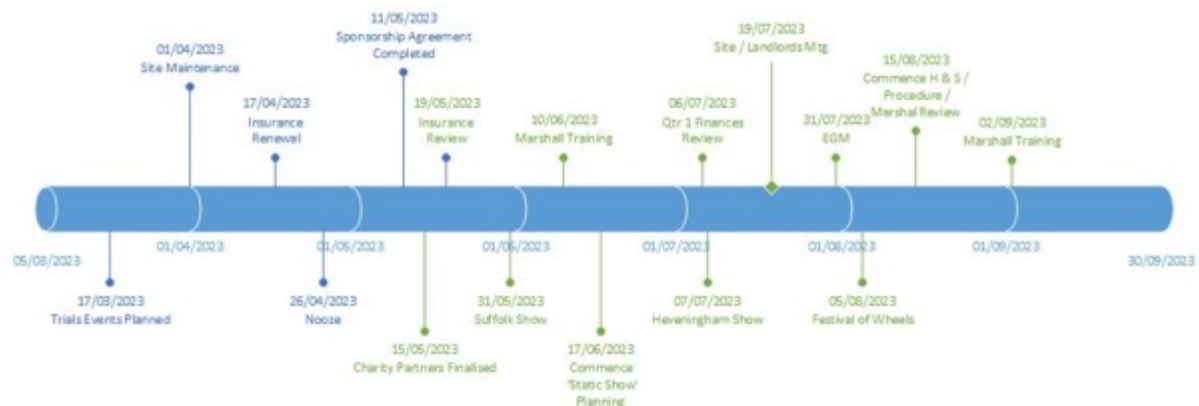 11/05/2023
Sponsorship Agreement
Completed
19/07/2023
Site / Landlords Mtg
01/04/2023
Site Maintenance
15/08/2023
Commence H & S /
Procedure /
Marshal Review
17/04/2023
Insurance
Renewal
19/05/2023
Insurance
Review
10/06/2023
Marshall Training
06/07/2023
Qtr 1 Finances
Review
31/07/2023
EGM
02/09/2023
Marshall Training
05/03/2023
01/04/2023
01/05/2023
01/06/2023
01/07/2023
01/08/2023
01/09/2023
30/09/2023
17/03/2023
Trials Events Planned
26/04/2023
Nooze
31/05/2023
Suffolk Show
07/07/2023
Heveningham Show
05/08/2023
Festival of Wheels
15/05/2023
Charity Partners Finalised
17/06/2023
Commence
'Static Show'
Planning